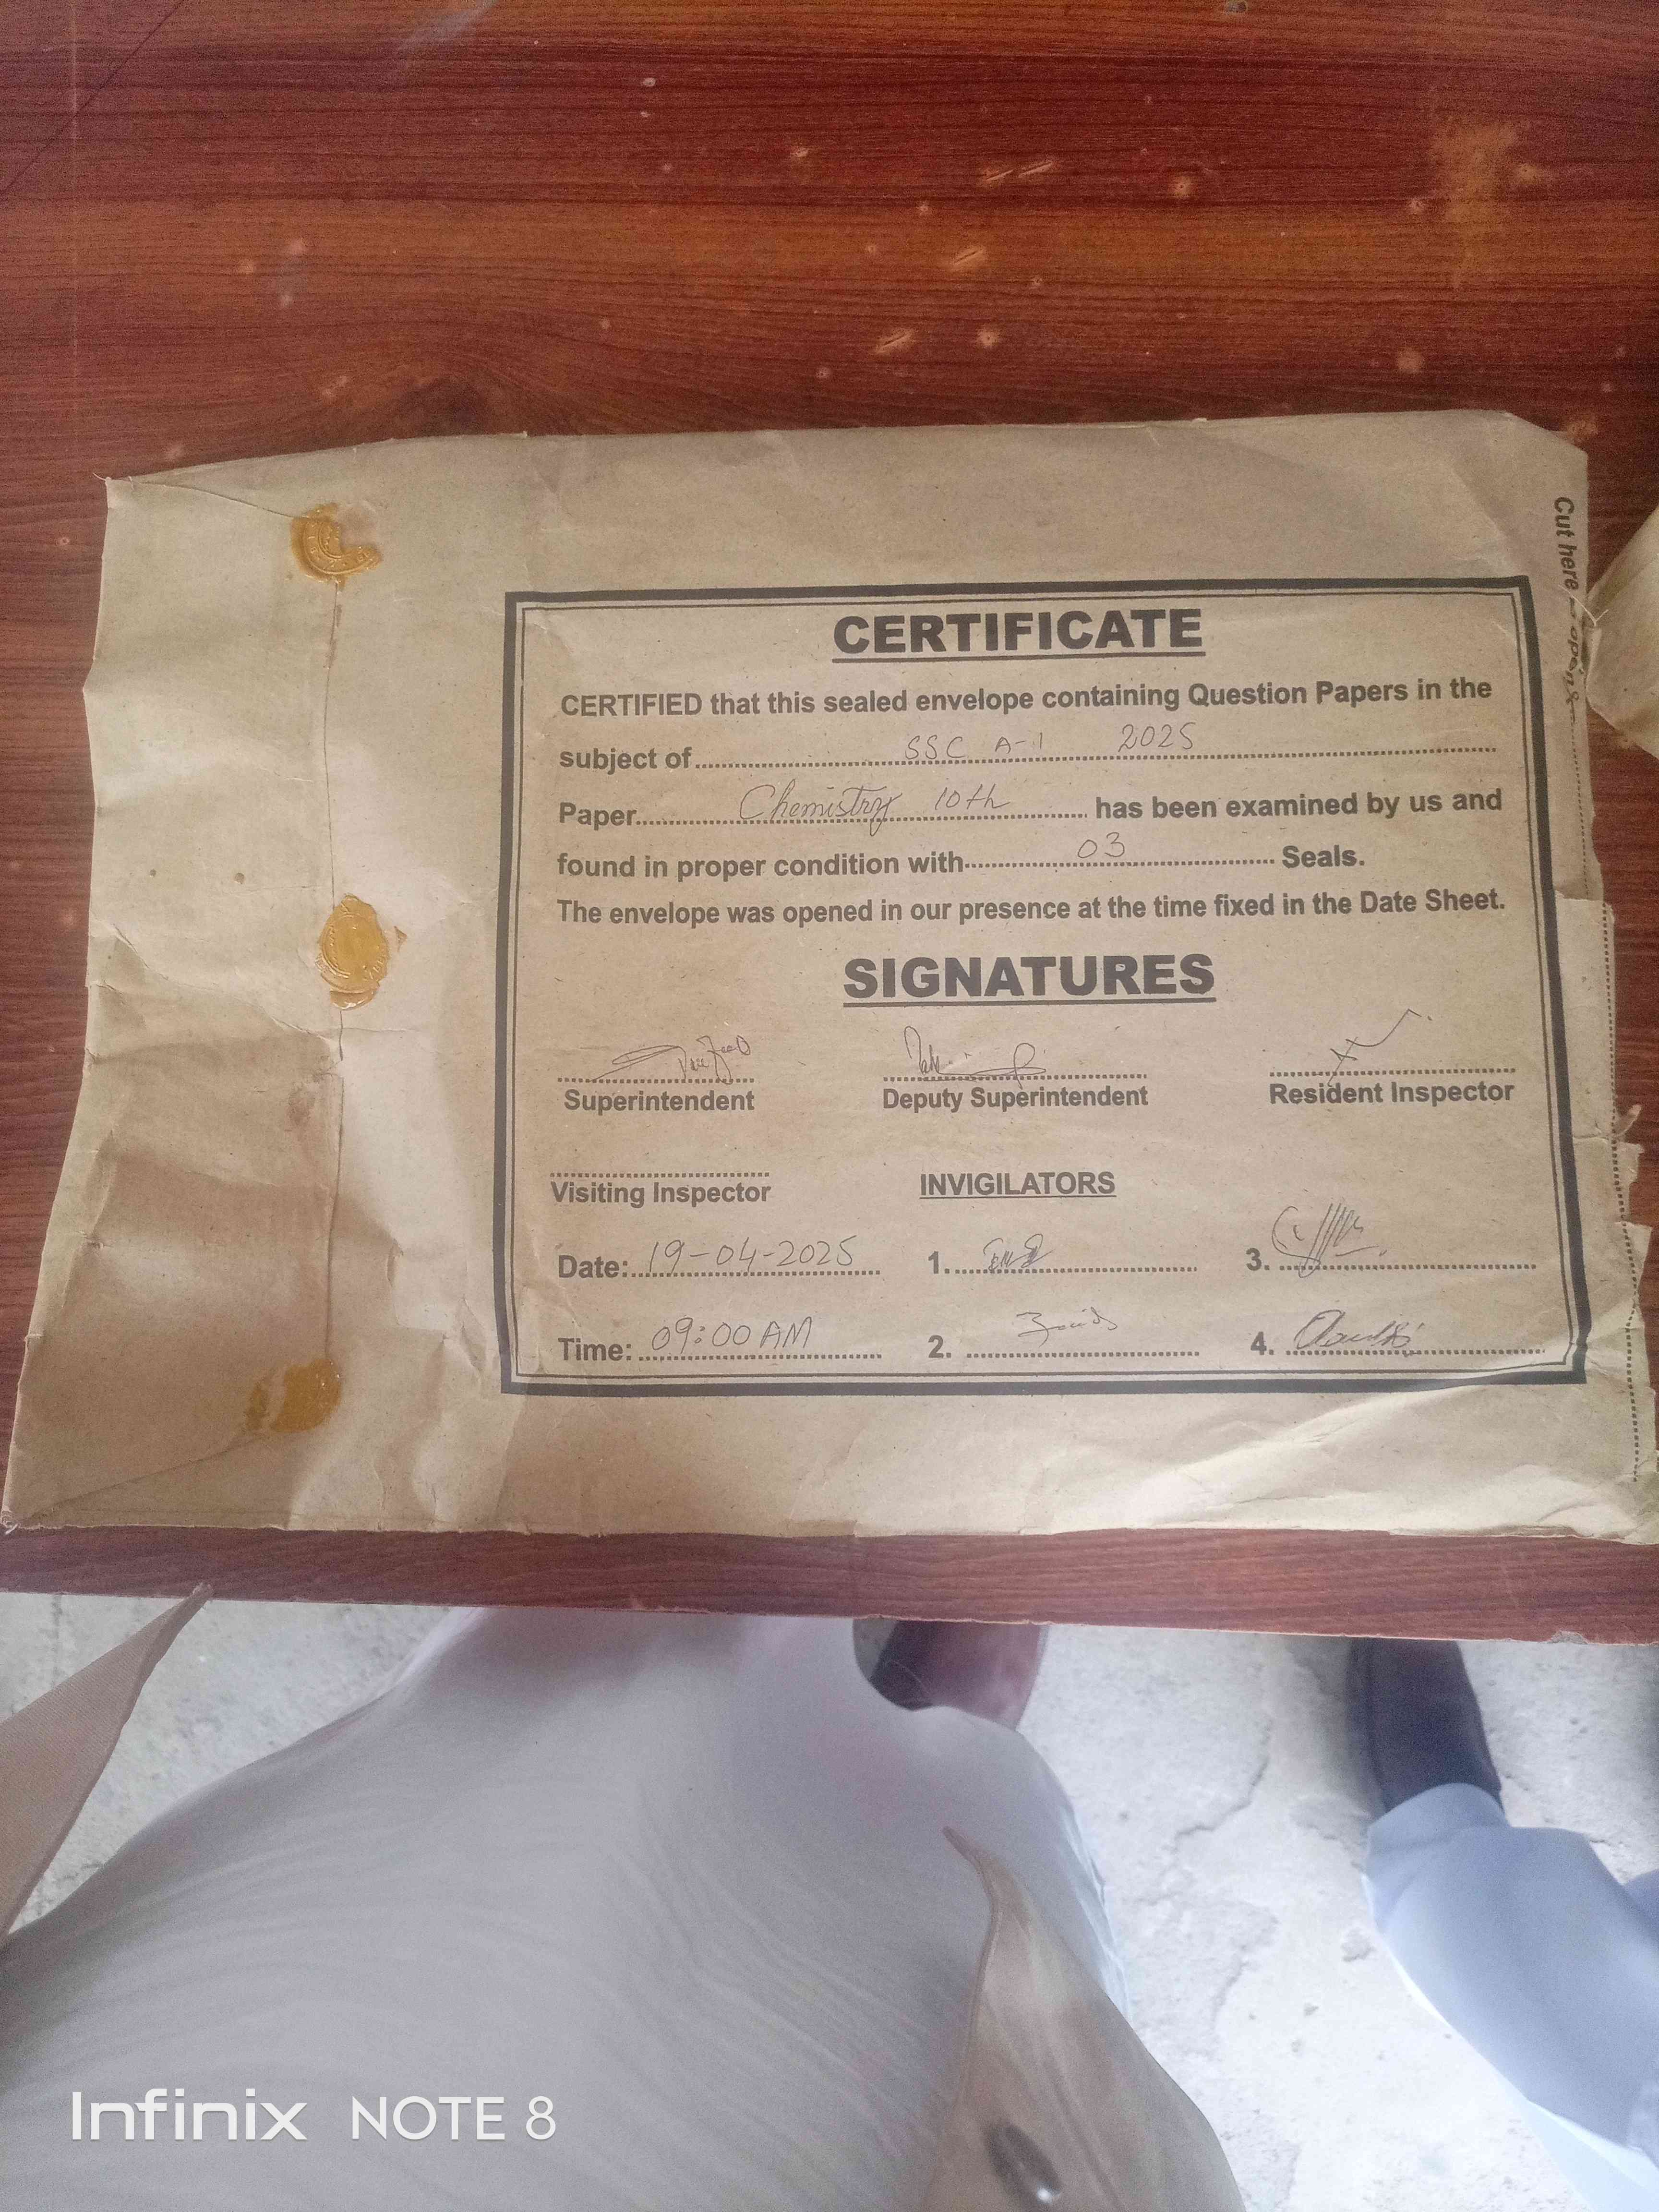 Cut here to open
CERTIFICATE
CERTIFIED that this sealed envelope containing Question Papers in the
subject of SSC A-1 2025
Paper Chemistry 10th has been examined by us and
found in proper condition with 03 Seals.
The envelope was opened in our presence at the time fixed in the Date Sheet.
SIGNATURES
Superintendent Deputy Superintendent Resident Inspector
Visiting Inspector INVIGILATORS
Date: 19-04-2025 1. 3.
Time: 09:00 AM 2. 4.
Infinix NOTE 8